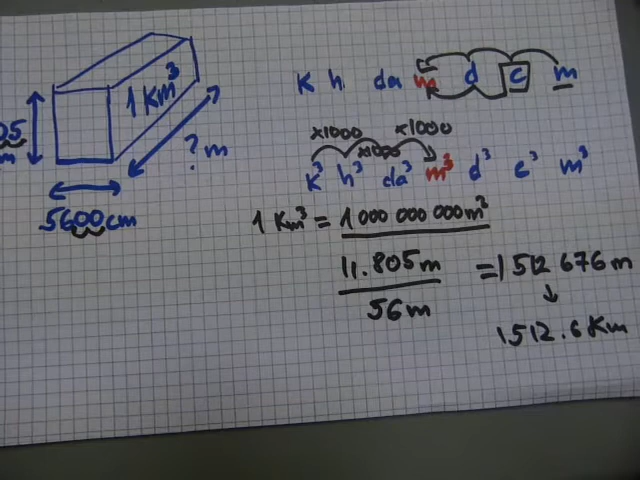 K h da m d c m
1 Km³
05
m
? m
5600 cm
x1000 x1000 x1000
K³ h³ da³ m³ d³ c³ m³
1 Km³ = 1 000 000 000 m³
11.805 m = 1 512 676 m
56 m
1512.6 Km